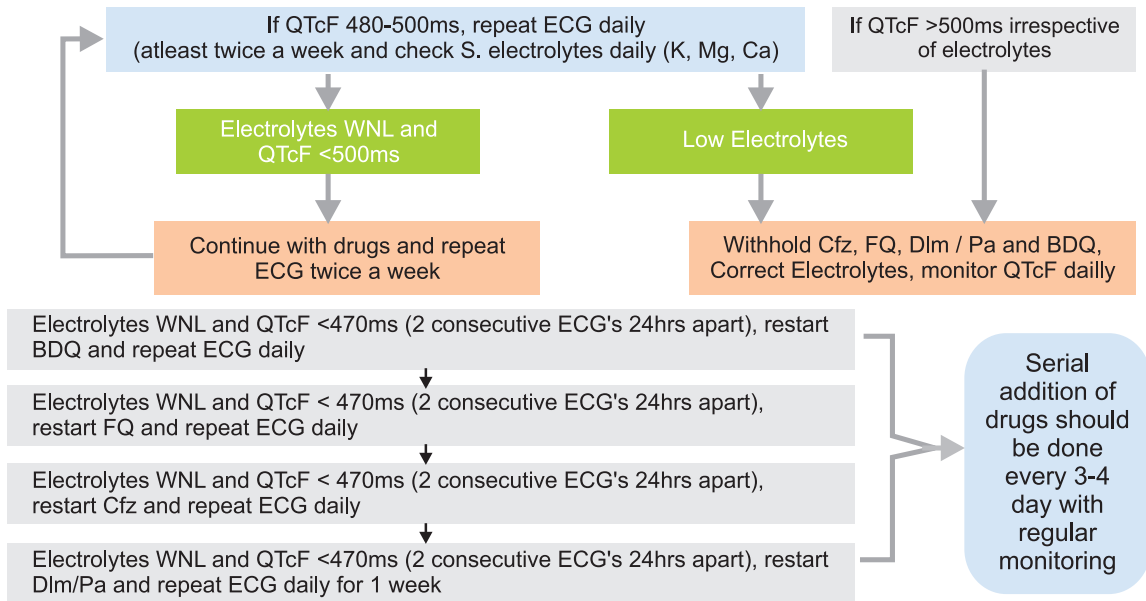 If QTcF 480-500ms, repeat ECG daily
(atleast twice a week and check S. electrolytes daily (K, Mg, Ca)
If QTcF >500ms irrespective
of electrolytes
Electrolytes WNL and
QTcF <500ms
Low Electrolytes
Continue with drugs and repeat
ECG twice a week
Withhold Cfz, FQ, Dlm / Pa and BDQ,
Correct Electrolytes, monitor QTcF dailly
Electrolytes WNL and QTcF <470ms (2 consecutive ECG's 24hrs apart), restart
BDQ and repeat ECG daily
Electrolytes WNL and QTcF < 470ms (2 consecutive ECG's 24hrs apart),
restart FQ and repeat ECG daily
Electrolytes WNL and QTcF < 470ms (2 consecutive ECG's 24hrs apart),
restart Cfz and repeat ECG daily
Electrolytes WNL and QTcF <470ms (2 consecutive ECG's 24hrs apart), restart
Dlm/Pa and repeat ECG daily for 1 week
Serial
addition of
drugs should
be done
every 3-4
day with
regular
monitoring